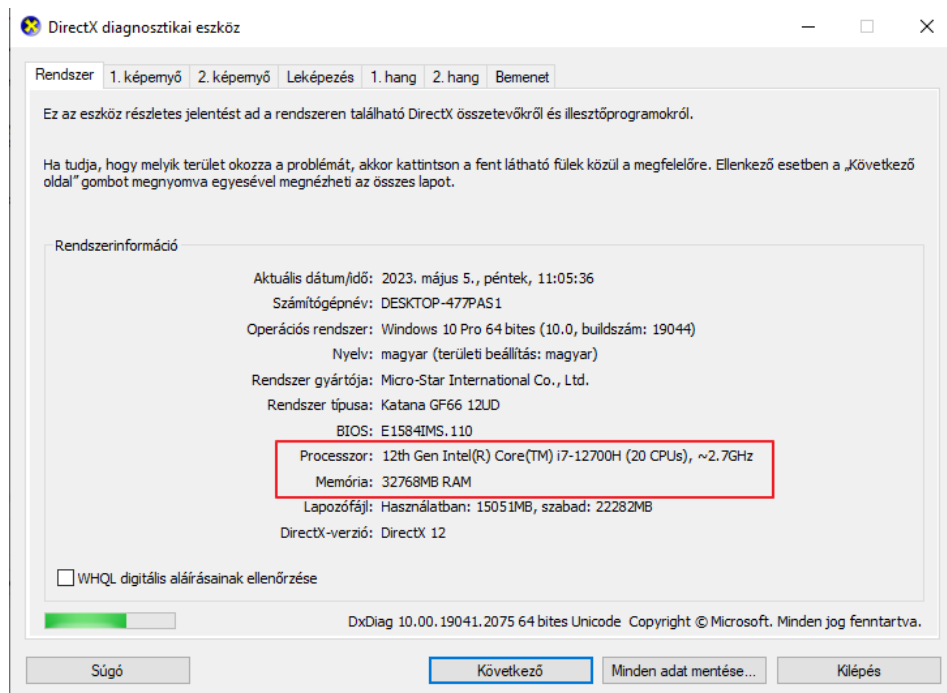 DirectX diagnosztikai eszköz
Rendszer 1. képernyő 2. képernyő Leképezés 1. hang 2. hang Bemenet
Ez az eszköz részletes jelentést ad a rendszeren található DirectX összetevőkről és illesztőprogramokról.
Ha tudja, hogy melyik terület okozza a problémát, akkor kattintson a fent látható fülek közül a megfelelőre. Ellenkező esetben a „Következő
oldal” gombot megnyomva egyesével megnézheti az összes lapot.
Rendszerinformáció
Aktuális dátum/idő: 2023. május 5., péntek, 11:05:36
Számítógépnév: DESKTOP-477PAS1
Operációs rendszer: Windows 10 Pro 64 bites (10.0, buildszám: 19044)
Nyelv: magyar (területi beállítás: magyar)
Rendszer gyártója: Micro-Star International Co., Ltd.
Rendszer típusa: Katana GF66 12UD
BIOS: E1584IMS.110
Processzor: 12th Gen Intel(R) Core(TM) i7-12700H (20 CPUs), ~2.7GHz
Memória: 32768MB RAM
Lapozófájl: Használatban: 15051MB, szabad: 22282MB
DirectX-verzió: DirectX 12
WHQL digitális aláírásainak ellenőrzése
DxDiag 10.00.19041.2075 64 bites Unicode Copyright © Microsoft. Minden jog fenntartva.
Súgó Következő Minden adat mentése... Kilépés